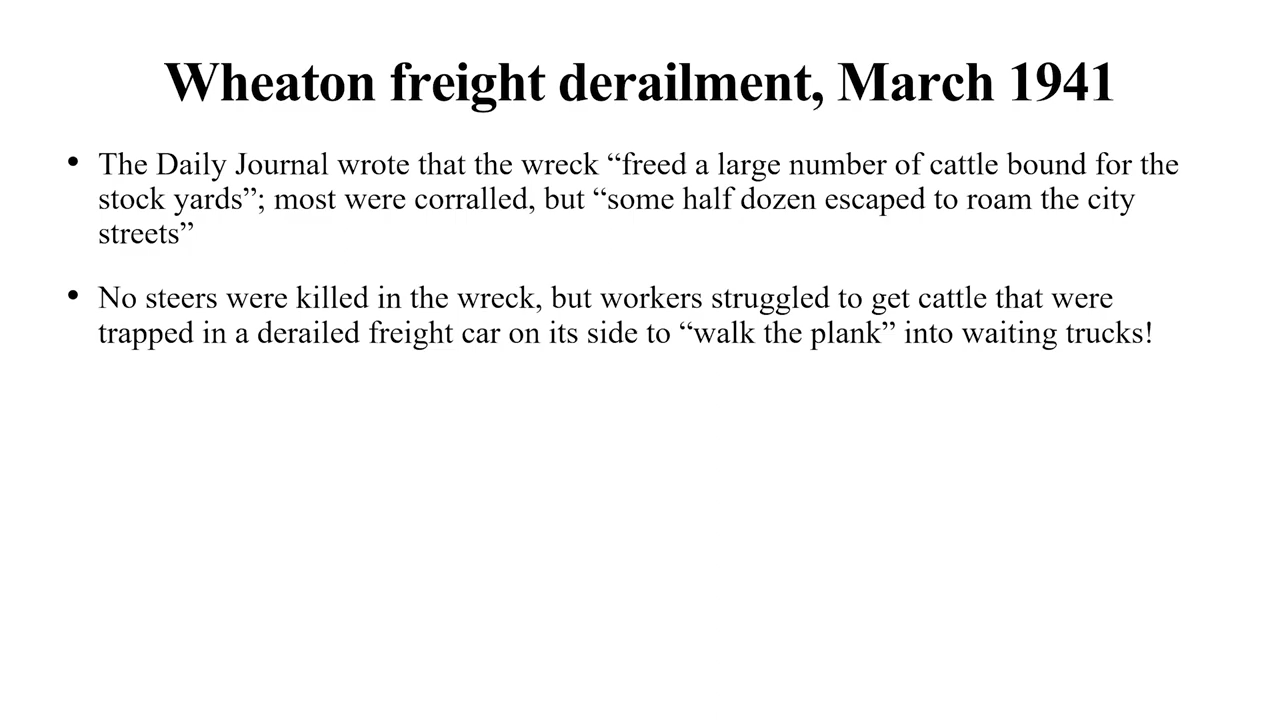 Wheaton freight derailment, March 1941
• The Daily Journal wrote that the wreck “freed a large number of cattle bound for the
stock yards”; most were corralled, but “some half dozen escaped to roam the city
streets”
• No steers were killed in the wreck, but workers struggled to get cattle that were
trapped in a derailed freight car on its side to “walk the plank” into waiting trucks!